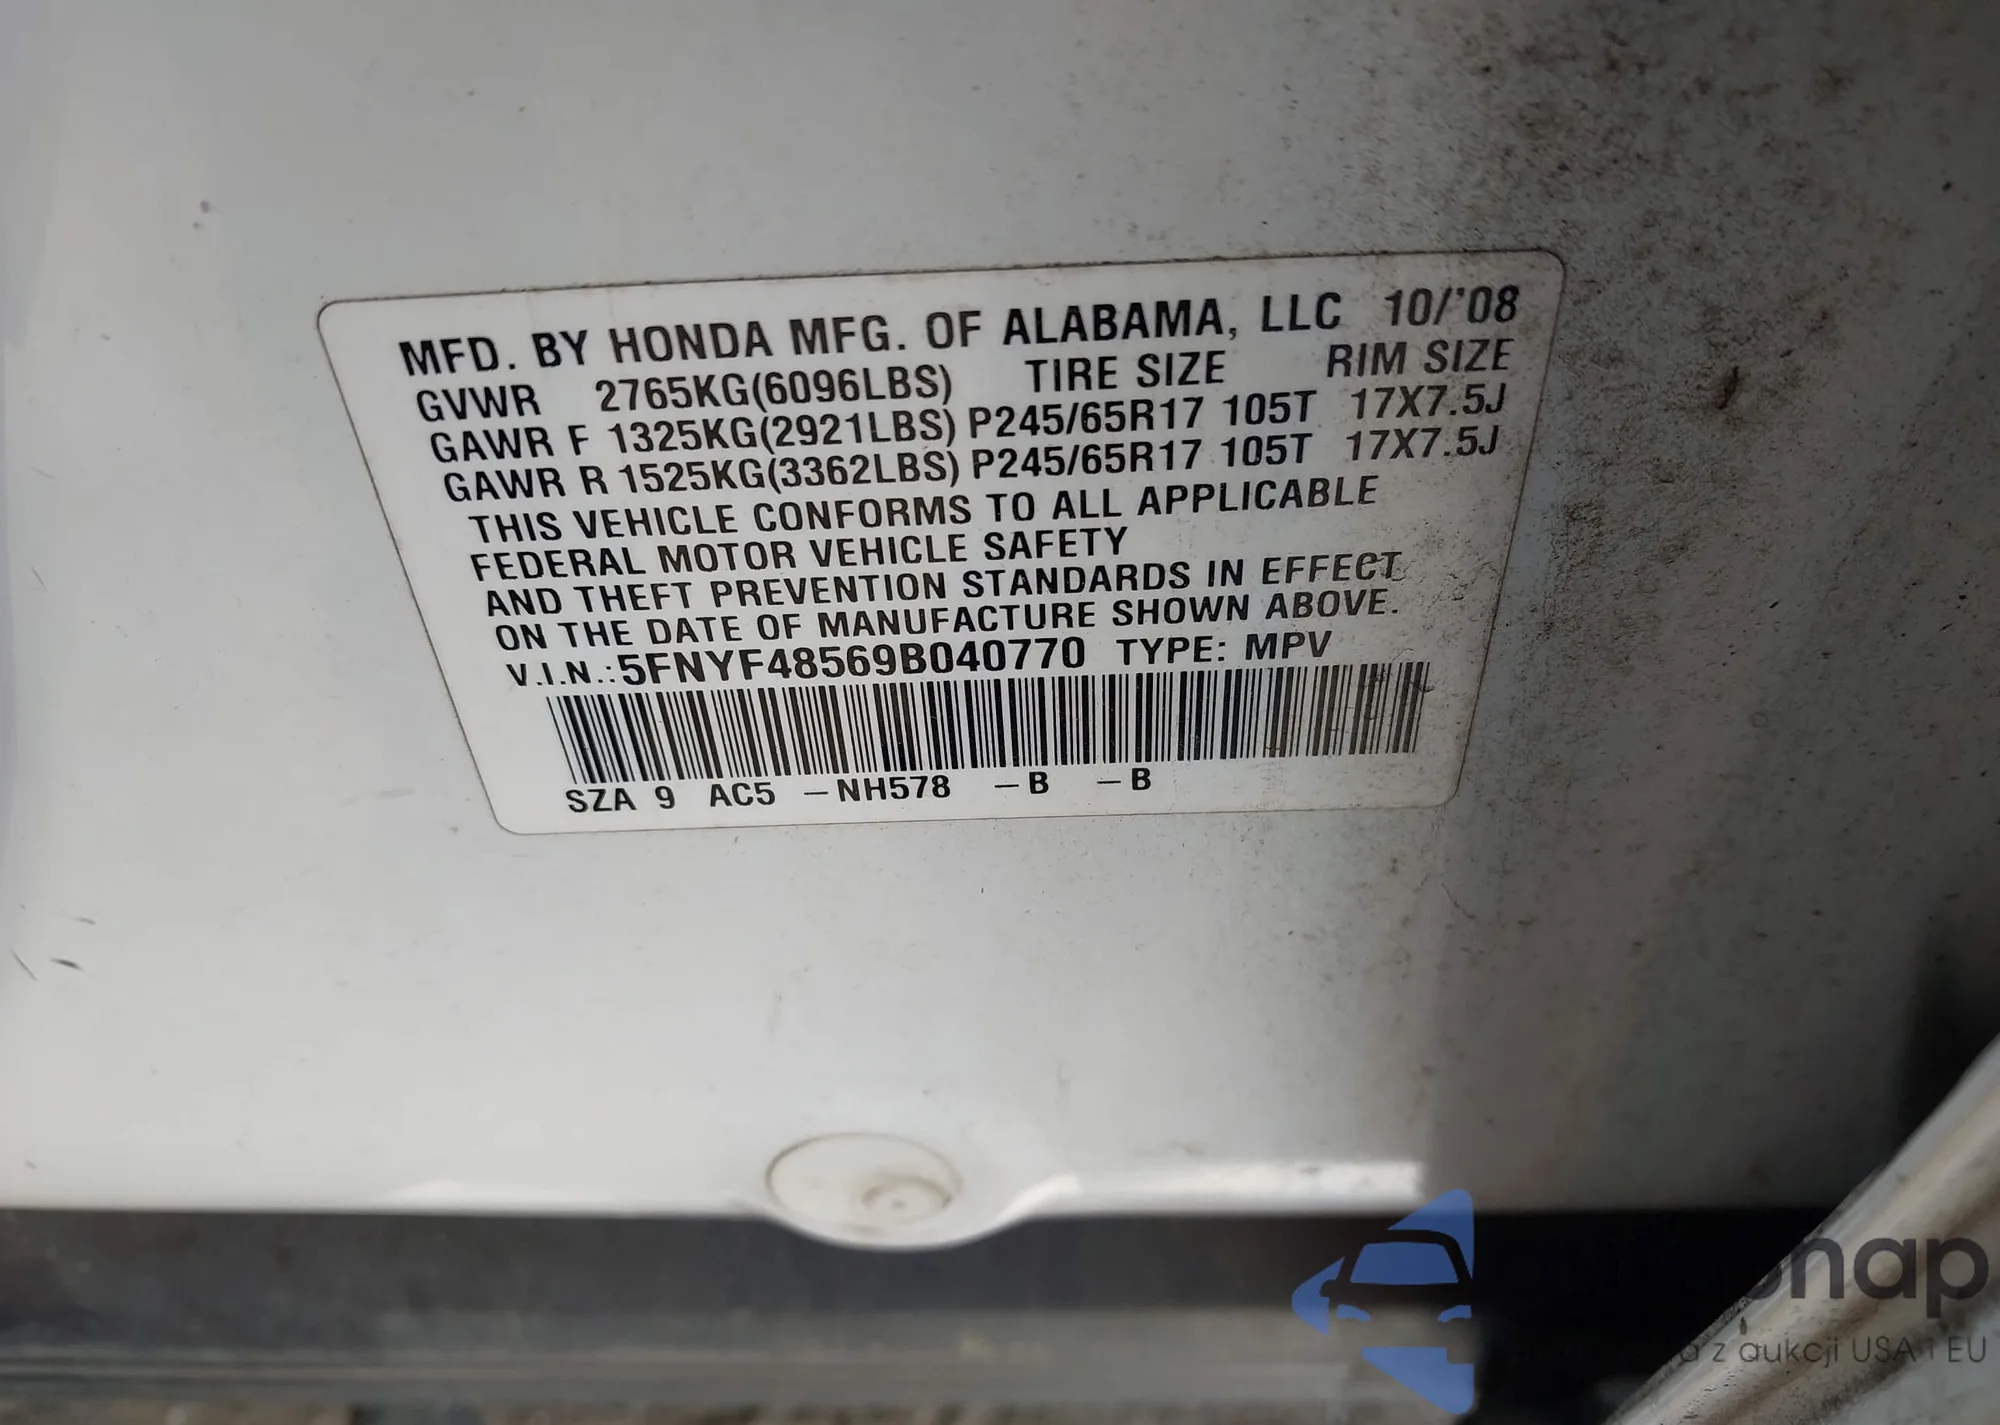 MFD. BY HONDA MFG. OF ALABAMA, LLC 10/'08
GVWR 2765KG(6096LBS) TIRE SIZE RIM SIZE
GAWR F 1325KG(2921LBS) P245/65R17 105T 17X7.5J
GAWR R 1525KG(3362LBS) P245/65R17 105T 17X7.5J
THIS VEHICLE CONFORMS TO ALL APPLICABLE
FEDERAL MOTOR VEHICLE SAFETY
AND THEFT PREVENTION STANDARDS IN EFFECT
ON THE DATE OF MANUFACTURE SHOWN ABOVE.
V.I.N.:5FNYF48569B040770 TYPE: MPV
SZA 9 AC5 –NH578 –B –B
z aukcji USA i EU